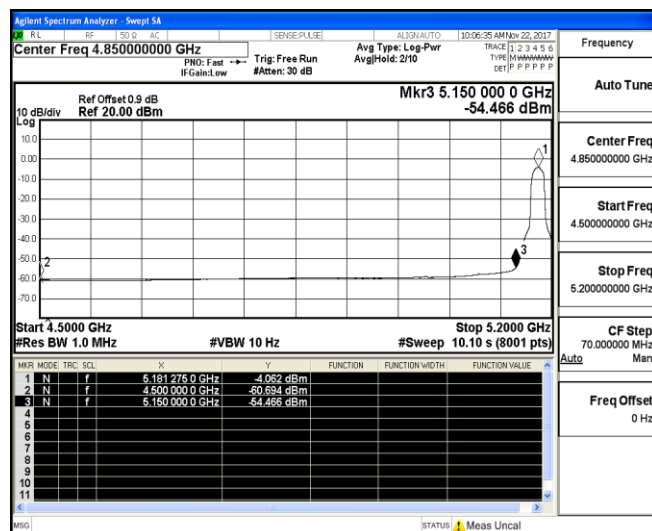 Agilent Spectrum Analyzer - Swept SA
RL RF 50 Ω AC SENSE:PULSE ALIGN AUTO 10:06:35 AM Nov 22, 2017
Center Freq 4.850000000 GHz
PNO: Fast
IFGain:Low
Trig: Free Run
#Atten: 30 dB
Avg Type: Log-Pwr
Avg|Hold: 2/10
TRACE 1 2 3 4 5 6
TYPE M
DET P P P P P P
Ref Offset 0.9 dB
10 dB/div Ref 20.00 dBm
Log
Mkr3 5.150 000 0 GHz
-54.466 dBm
10.0
0.00
-10.0
-20.0
-30.0
-40.0
-50.0
-60.0
-70.0
1
2
3
Start 4.5000 GHz Stop 5.2000 GHz
#Res BW 1.0 MHz #VBW 10 Hz #Sweep 10.10 s (8001 pts)
MKR MODE TRC SCL X Y FUNCTION FUNCTION WIDTH FUNCTION VALUE
1 N f 5.181 275 0 GHz -4.062 dBm
2 N f 4.500 000 0 GHz -60.694 dBm
3 N f 5.150 000 0 GHz -54.466 dBm
4
5
6
7
8
9
10
11
MSG STATUS Meas Uncal
Frequency
Auto Tune
Center Freq
4.850000000 GHz
Start Freq
4.500000000 GHz
Stop Freq
5.200000000 GHz
CF Step
70.000000 MHz
Auto Man
Freq Offset
0 Hz